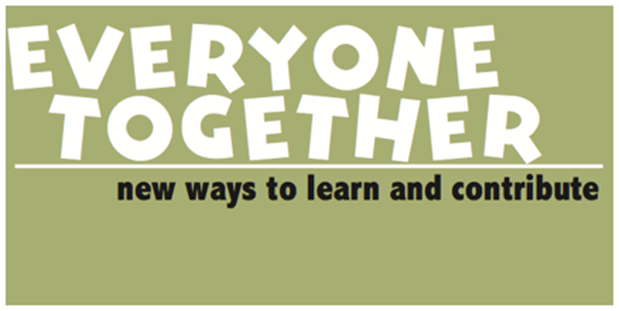 EVERYONE
TOGETHER
new ways to learn and contribute